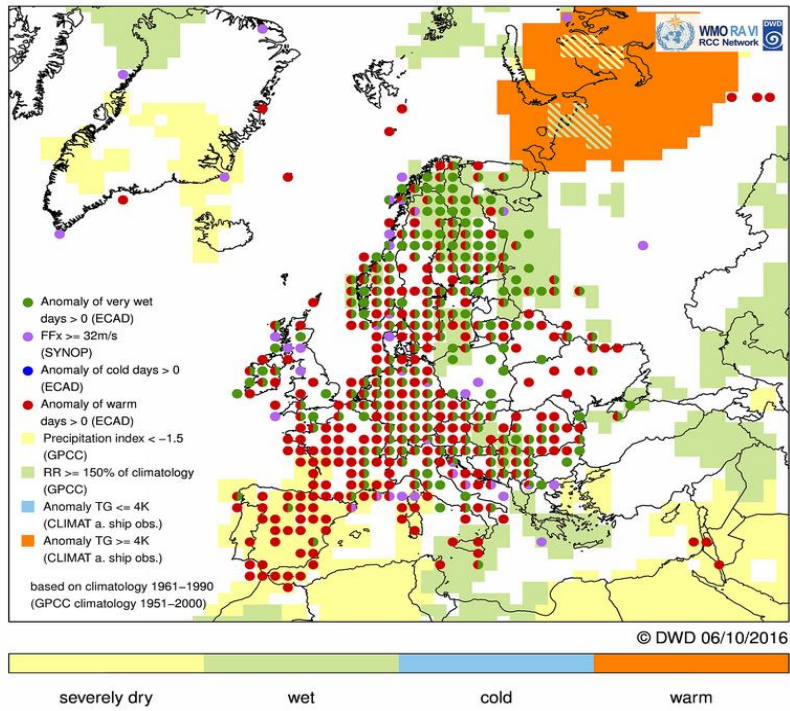 WMO RA VI
RCC Network
DWD
Anomaly of very wet
days > 0 (ECAD)
FFx >= 32m/s
(SYNOP)
Anomaly of cold days > 0
(ECAD)
Anomaly of warm
days > 0 (ECAD)
Precipitation index < −1.5
(GPCC)
RR >= 150% of climatology
(GPCC)
Anomaly TG <= 4K
(CLIMAT a. ship obs.)
Anomaly TG >= 4K
(CLIMAT a. ship obs.)
based on climatology 1961−1990
(GPCC climatology 1951−2000)
© DWD 06/10/2016
severely dry wet cold warm